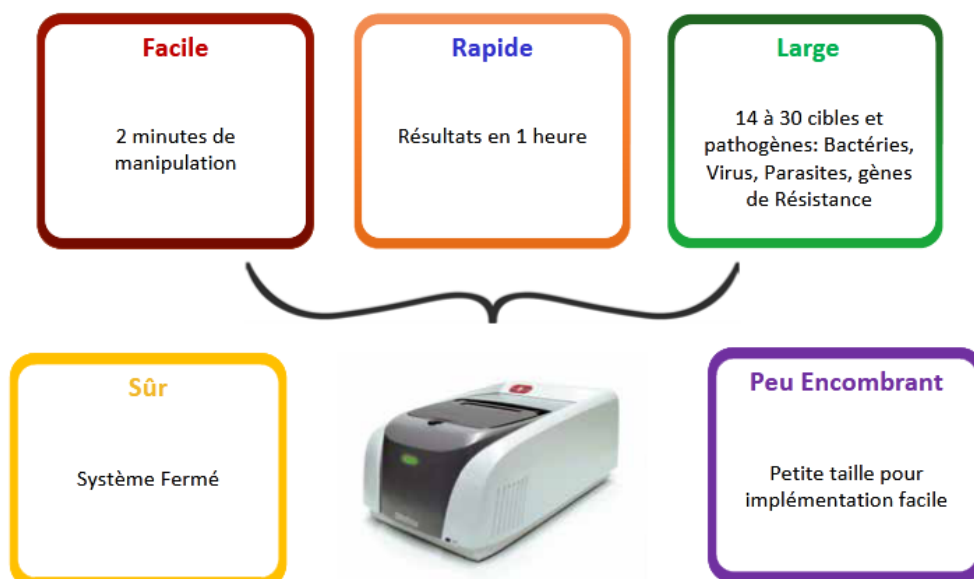 Facile
2 minutes de
manipulation
Rapide
Résultats en 1 heure
Large
14 à 30 cibles et
pathogènes: Bactéries,
Virus, Parasites, gènes
de Résistance
Sûr
Système Fermé
Peu Encombrant
Petite taille pour
implémentation facile